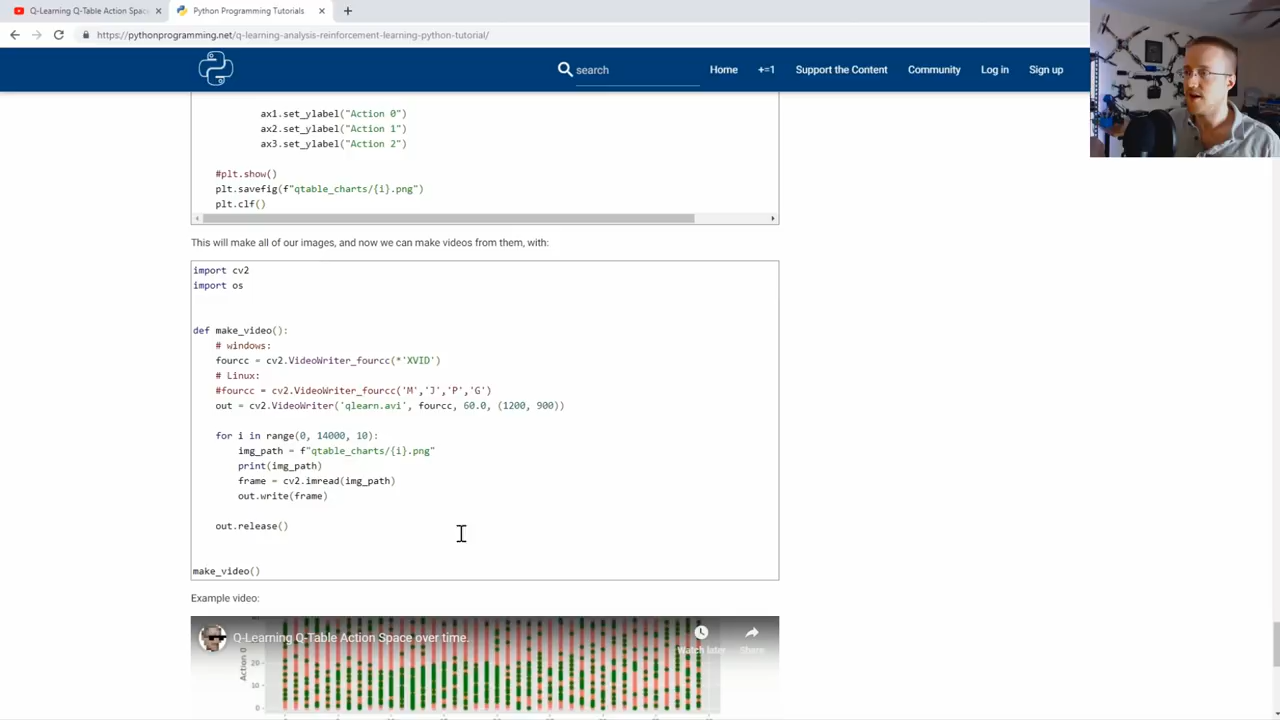 Q-Learning Q-Table Action Spac
Python Programming Tutorials
https://pythonprogramming.net/q-learning-analysis-reinforcement-learning-python-tutorial/
search
Home
+=1
Support the Content
Community
Log in
Sign up
ax1.set_ylabel("Action 0")
ax2.set_ylabel("Action 1")
ax3.set_ylabel("Action 2")
#plt.show()
plt.savefig(f"qtable_charts/{i}.png")
plt.clf()
This will make all of our images, and now we can make videos from them, with:
import cv2
import os
def make_video():
# windows:
fourcc = cv2.VideoWriter_fourcc(*'XVID')
# Linux:
#fourcc = cv2.VideoWriter_fourcc('M','J','P','G')
out = cv2.VideoWriter('qlearn.avi', fourcc, 60.0, (1200, 900))
for i in range(0, 14000, 10):
img_path = f"qtable_charts/{i}.png"
print(img_path)
frame = cv2.imread(img_path)
out.write(frame)
out.release()
make_video()
Example video:
Q-Learning Q-Table Action Space over time.
Watch later
Share
Action 0
20
10
0